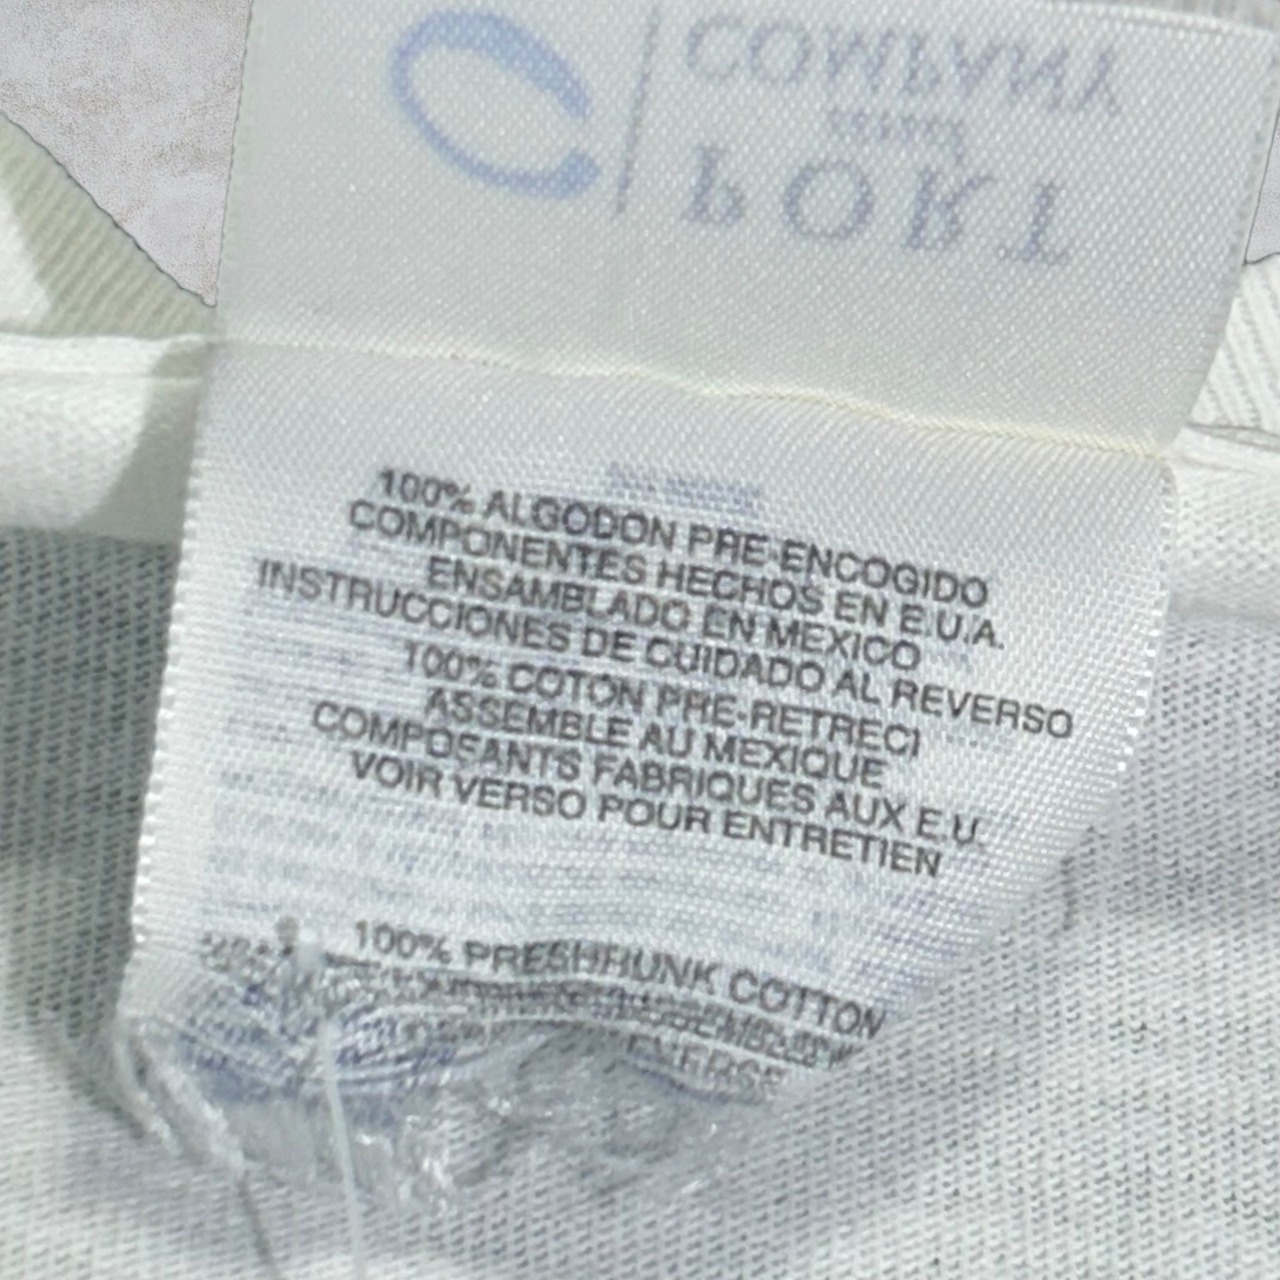 PORT
COMPANY
100% ALGODON PRE-ENCOGIDO
COMPONENTES HECHOS EN E.U.A.
ENSAMBLADO EN MEXICO
INSTRUCCIONES DE CUIDADO AL REVERSO
100% COTON PRE-RETRECI
ASSEMBLE AU MEXIQUE
COMPOSANTS FABRIQUES AUX E.U.
VOIR VERSO POUR ENTRETIEN
100% PRESHRUNK COTTON